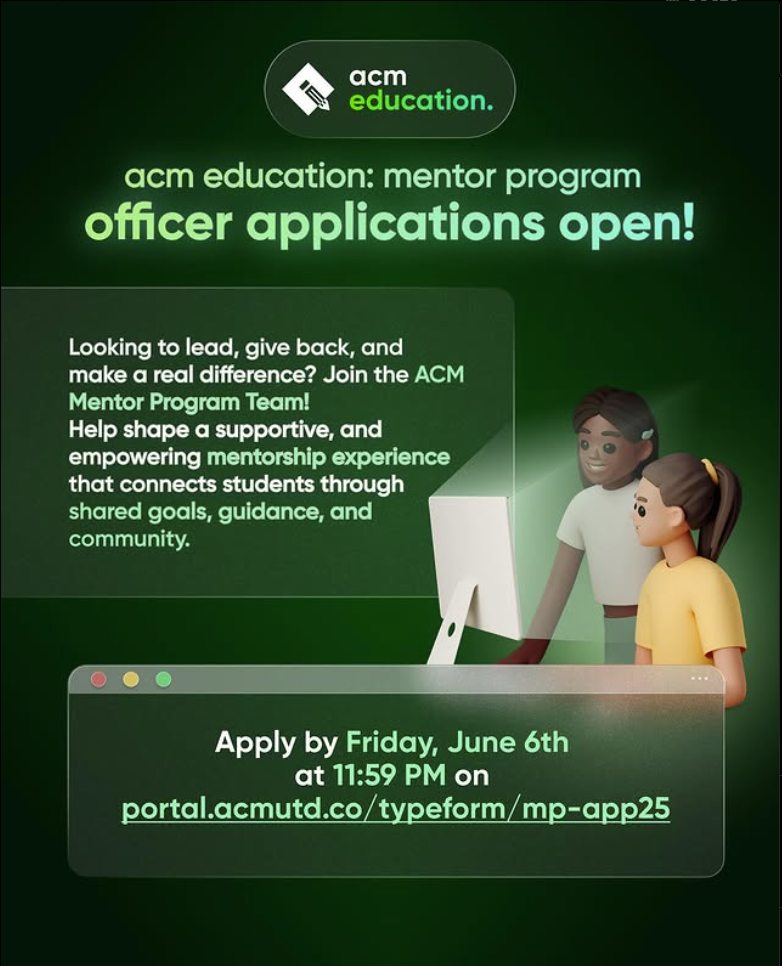 acm
education.
acm education: mentor program
officer applications open!
Looking to lead, give back, and
make a real difference? Join the ACM
Mentor Program Team!
Help shape a supportive, and
empowering mentorship experience
that connects students through
shared goals, guidance, and
community.
Apply by Friday, June 6th
at 11:59 PM on
portal.acmutd.co/typeform/mp-app25